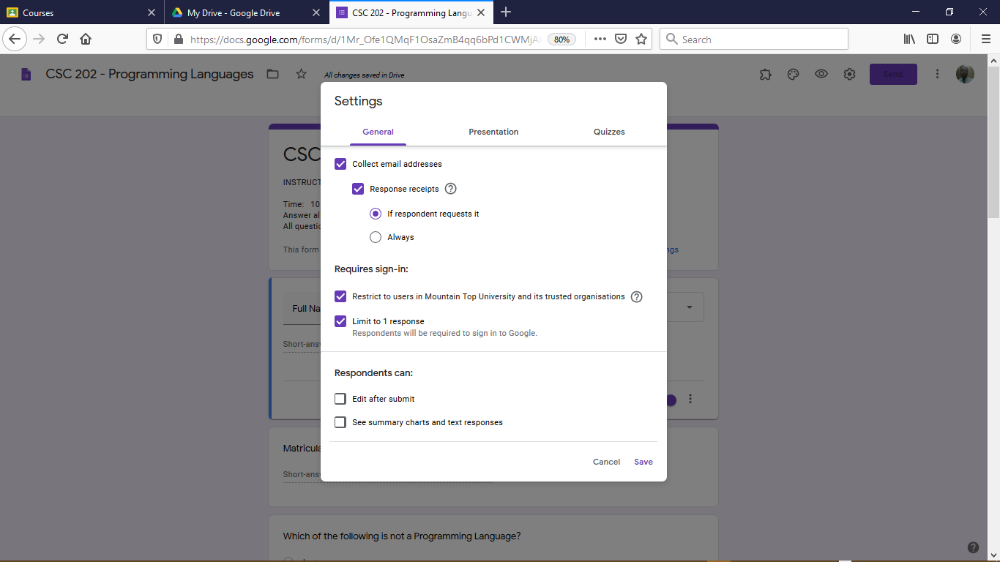 Courses
My Drive - Google Drive
CSC 202 - Programming Langu
https://docs.google.com/forms/d/1Mr_Ofe1QMqF1OsaZmB4qq6bPd1CWMjA
80%
Search
CSC 202 - Programming Languages
All changes saved in Drive
Send
Settings
General
Presentation
Quizzes
CSC
Collect email addresses
INSTRUCT
Response receipts
Time: 10
If respondent requests it
Answer al
All questio
Always
This form
ngs
Requires sign-in:
Restrict to users in Mountain Top University and its trusted organisations
Full Na
Limit to 1 response
Respondents will be required to sign in to Google.
Short-ans
Respondents can:
Edit after submit
See summary charts and text responses
Matricula
Cancel
Save
Short-ans
Which of the following is not a Programming Language?